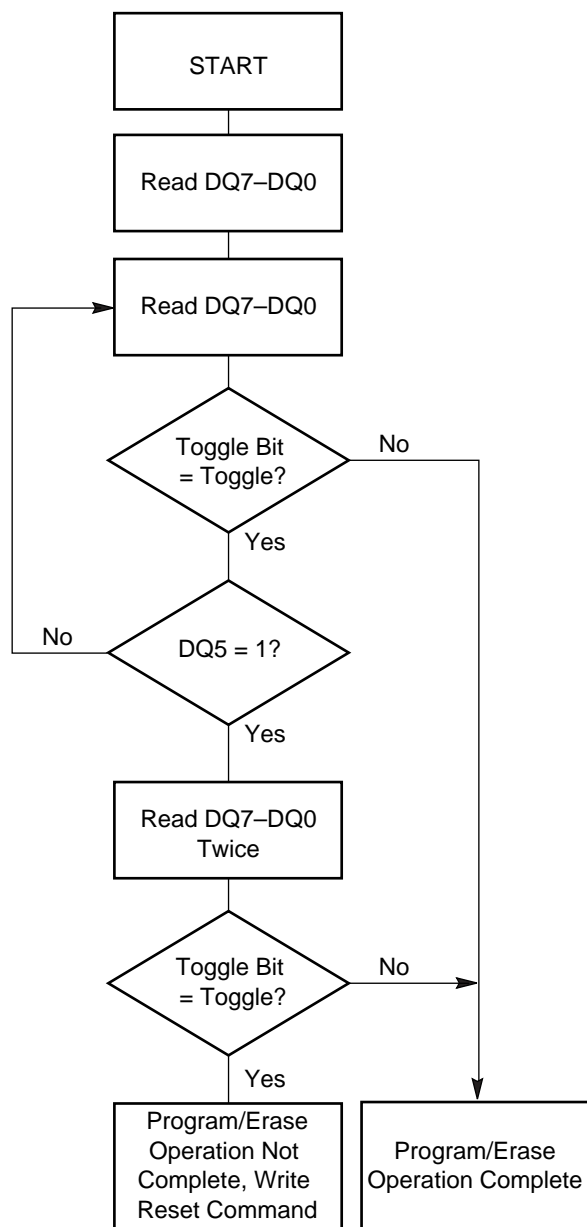 START
Read DQ7–DQ0
Read DQ7–DQ0
Toggle Bit
= Toggle?
No
Yes
No
DQ5 = 1?
Yes
Read DQ7–DQ0
Twice
Toggle Bit
= Toggle?
No
Yes
Program/Erase
Operation Not
Complete, Write
Reset Command
Program/Erase
Operation Complete